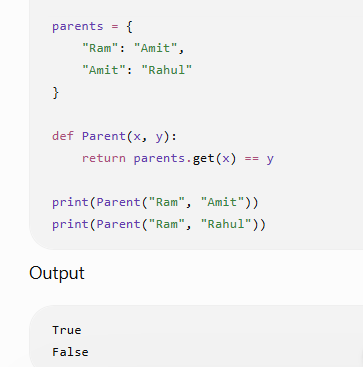 parents = {
    "Ram": "Amit",
    "Amit": "Rahul"
}
def Parent(x, y):
    return parents.get(x) == y
print(Parent("Ram", "Amit"))
print(Parent("Ram", "Rahul"))
Output
True
False